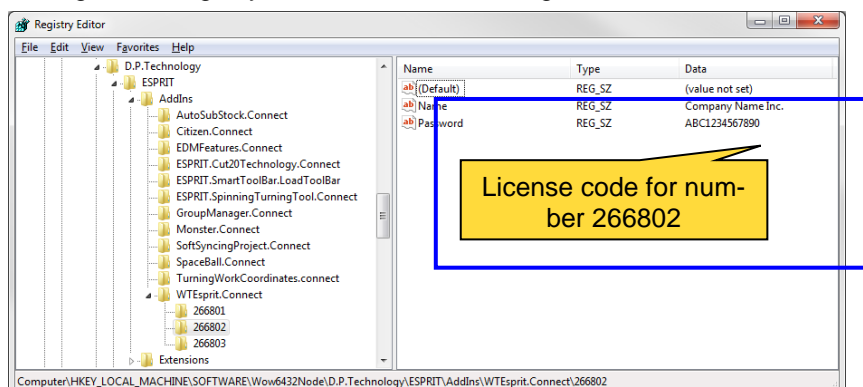 Registry Editor
File Edit View Favorites Help
D.P.Technology
ESPRIT
AddIns
AutoSubStock.Connect
Citizen.Connect
EDMFeatures.Connect
ESPRIT.Cut20Technology.Connect
ESPRIT.SmartToolBar.LoadToolBar
ESPRIT.SpinningTurningTool.Connect
GroupManager.Connect
Monster.Connect
SoftSyncingProject.Connect
SpaceBall.Connect
TurningWorkCoordinates.connect
WTEsprit.Connect
266801
266802
266803
Extensions
Name Type Data
ab (Default) REG_SZ (value not set)
ab Name REG_SZ Company Name Inc.
ab Password REG_SZ ABC1234567890
License code for num-
ber 266802
Computer\HKEY_LOCAL_MACHINE\SOFTWARE\Wow6432Node\D.P.Technology\ESPRIT\AddIns\WTEsprit.Connect\266802